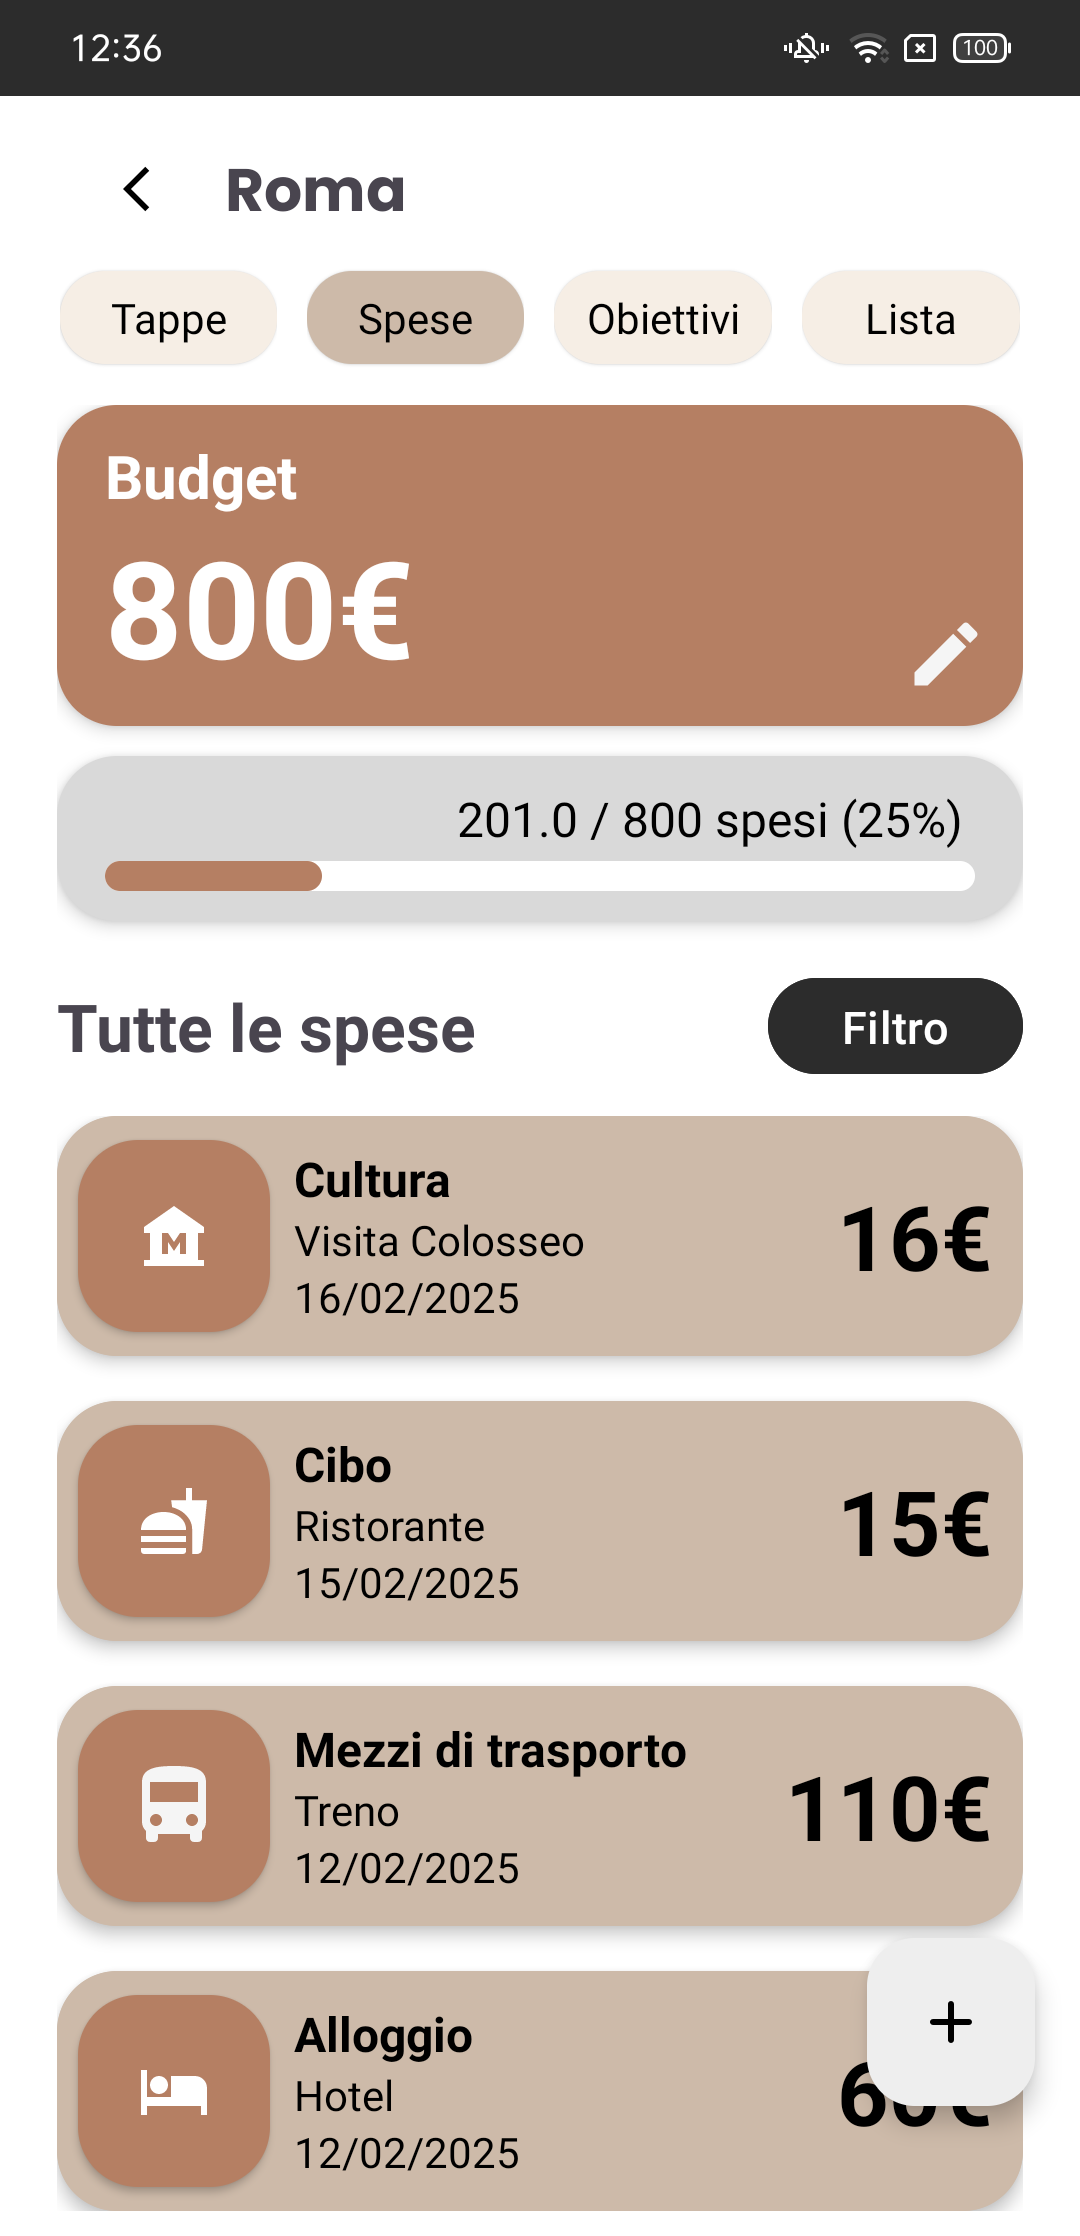 12:36
100
Roma
Tappe
Spese
Obiettivi
Lista
Budget
800€
201.0 / 800 spesi (25%)
Tutte le spese
Filtro
Cultura
Visita Colosseo
16/02/2025
16€
Cibo
Ristorante
15/02/2025
15€
Mezzi di trasporto
Treno
12/02/2025
110€
Alloggio
Hotel
12/02/2025